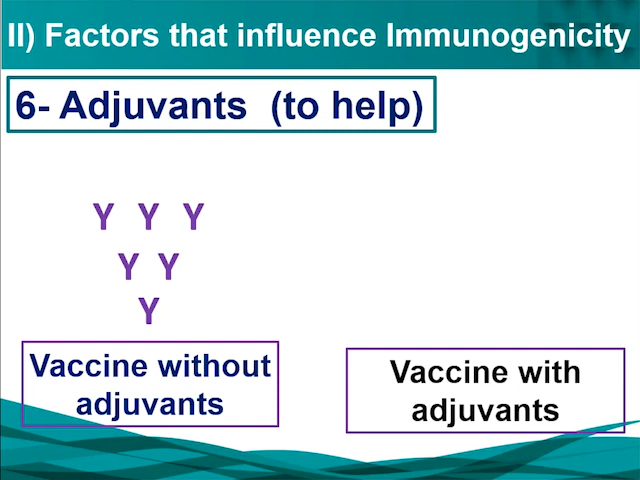 II) Factors that influence Immunogenicity
6- Adjuvants (to help)
Y Y Y
Y Y
Y
Vaccine without
adjuvants
Vaccine with
adjuvants